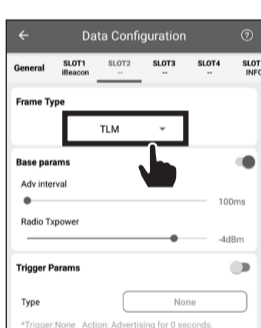 Data Configuration
General
SLOT1
iBeacon
SLOT2
--
SLOT3
--
SLOT4
--
SLOT
INFO
Frame Type
TLM
Base params
Adv interval
100ms
Radio Txpower
-4dBm
Trigger Params
Type
None
*Trigger:None Action: Advertising for 0 seconds.